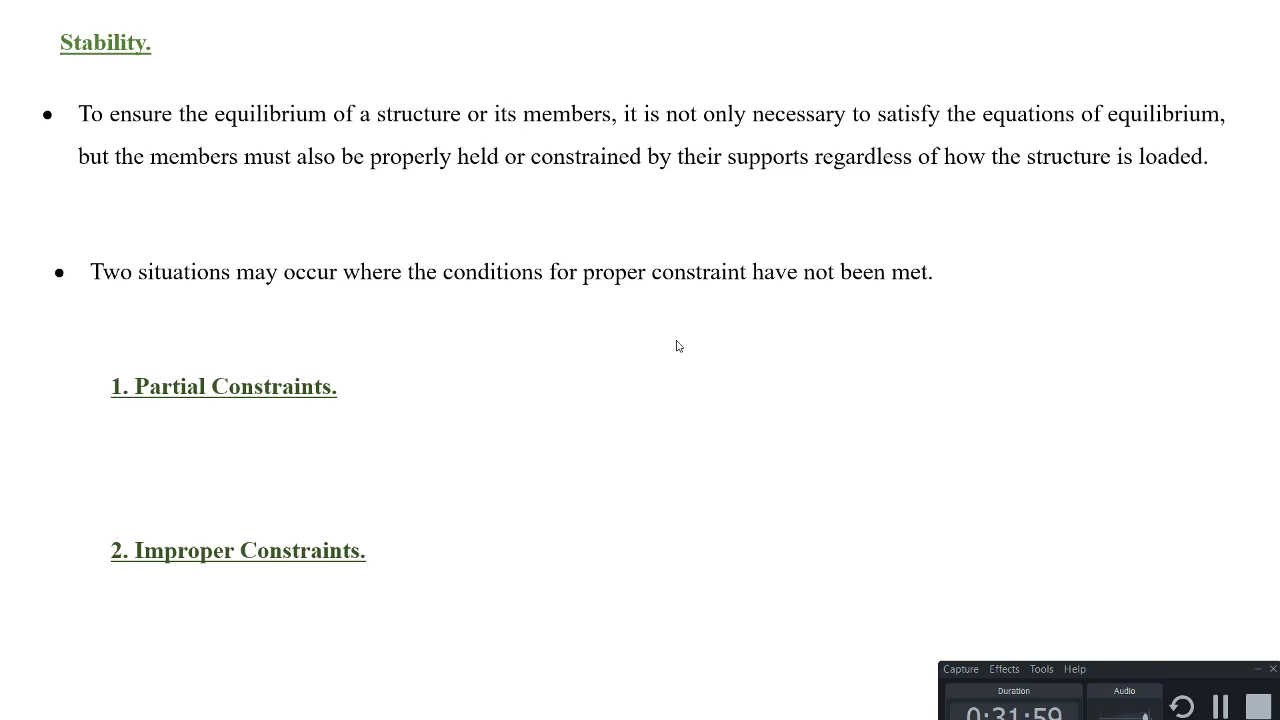 Stability.
• To ensure the equilibrium of a structure or its members, it is not only necessary to satisfy the equations of equilibrium,
but the members must also be properly held or constrained by their supports regardless of how the structure is loaded.
• Two situations may occur where the conditions for proper constraint have not been met.
1. Partial Constraints.
2. Improper Constraints.
Capture Effects Tools Help
Duration Audio
0:31:59